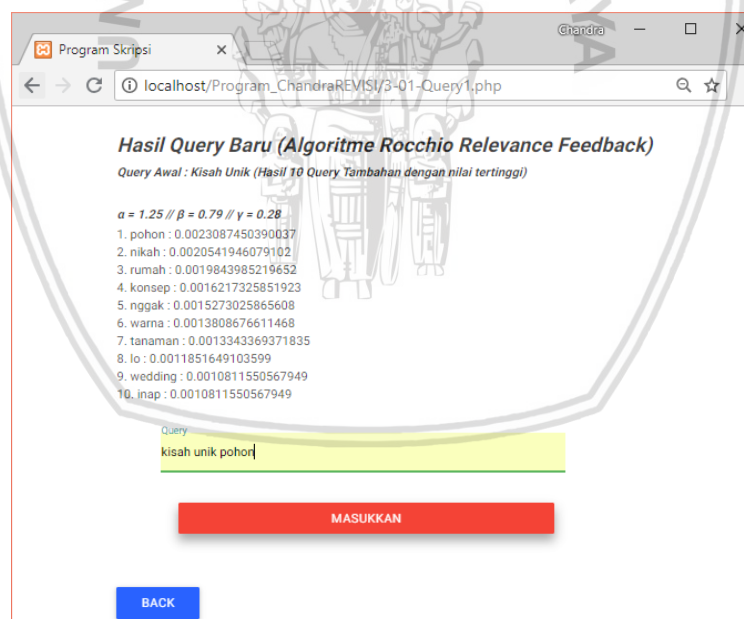 Chandra
Program Skripsi
localhost/Program_ChandraREVISI/3-01-Query1.php
Hasil Query Baru (Algoritme Rocchio Relevance Feedback)
Query Awal : Kisah Unik (Hasil 10 Query Tambahan dengan nilai tertinggi)
α = 1.25 // β = 0.79 // γ = 0.28
1. pohon : 0.0023087450390037
2. nikah : 0.0020541946079102
3. rumah : 0.0019843985219652
4. konsep : 0.0016217325851923
5. nggak : 0.0015273025865608
6. warna : 0.0013808676611468
7. tanaman : 0.0013343369371835
8. lo : 0.0011851649103599
9. wedding : 0.0010811550567949
10. inap : 0.0010811550567949
Query
kisah unik pohon
MASUKKAN
BACK